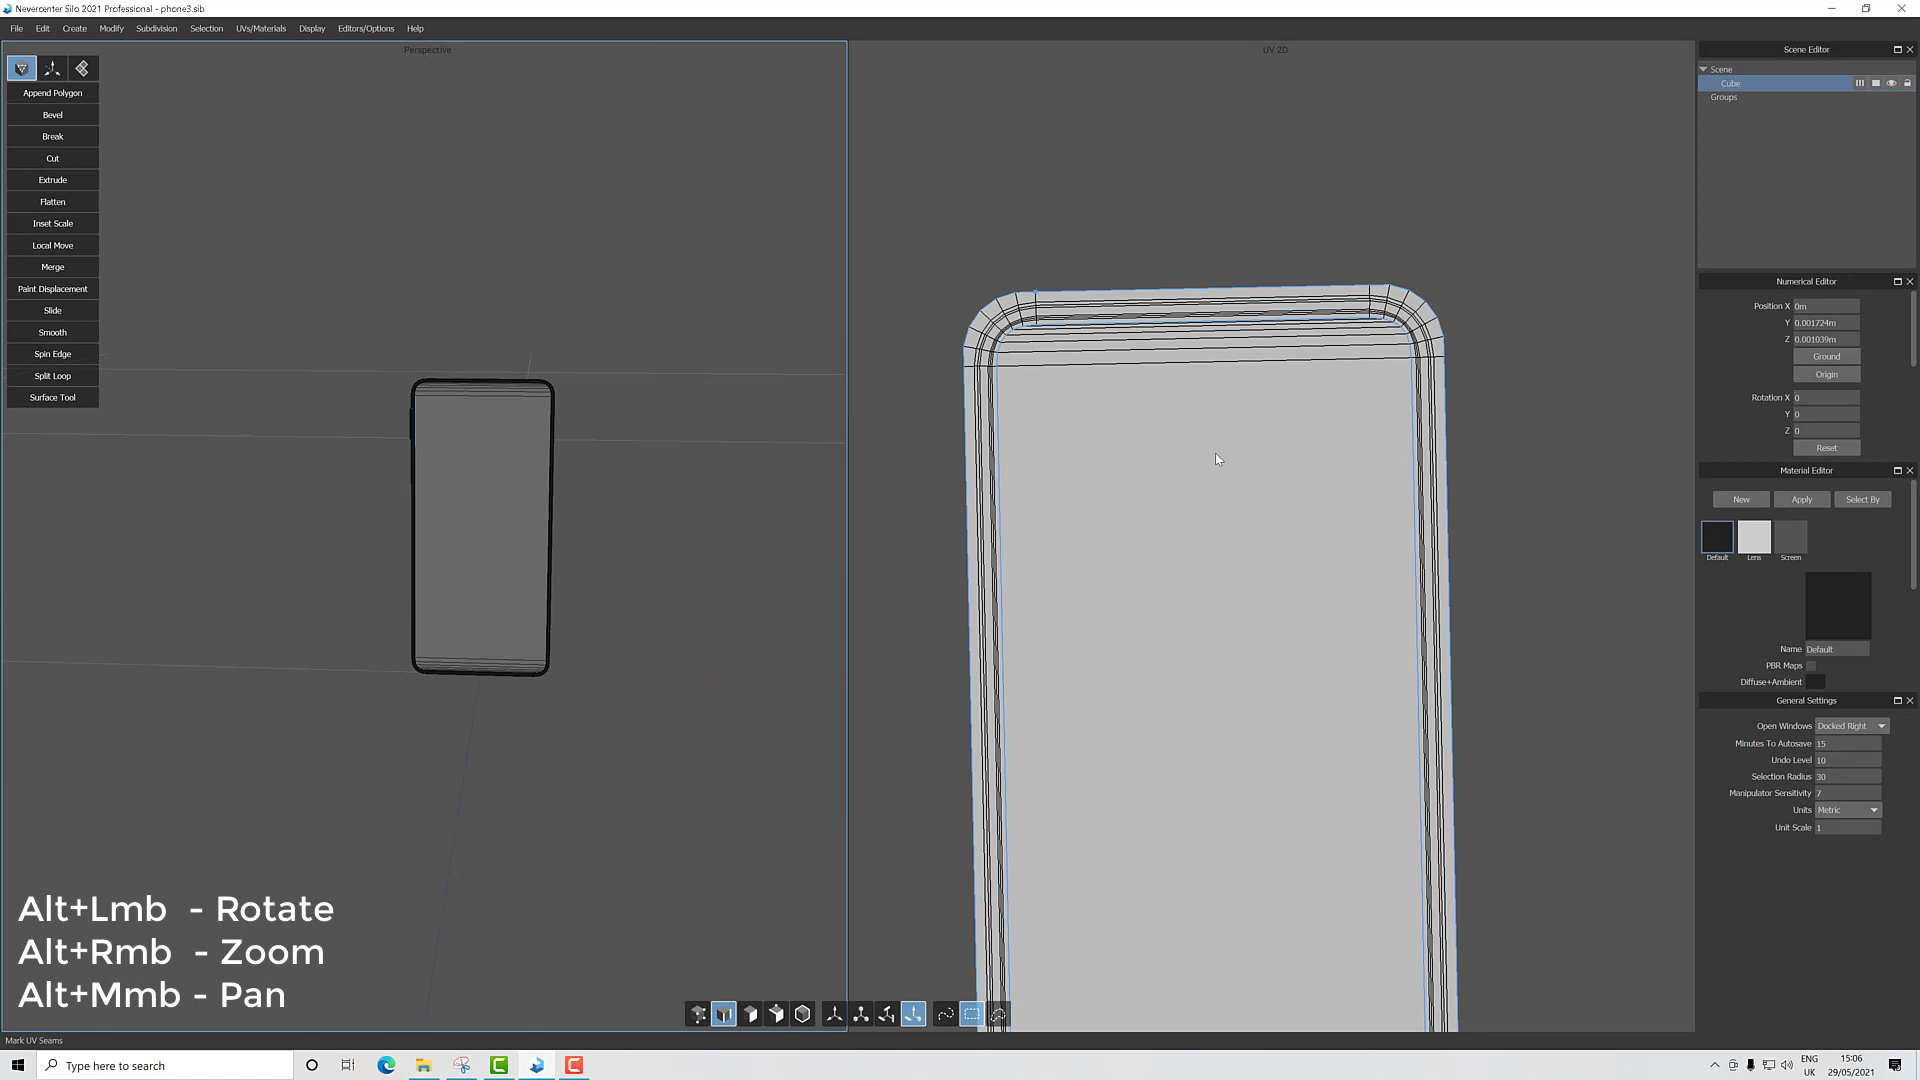 Nevercenter Silo 2021 Professional - phone3.sib
File Edit Create Modify Subdivision Selection UVs/Materials Display Editors/Options Help
Perspective
UV 2D
Append Polygon
Bevel
Break
Cut
Extrude
Flatten
Inset Scale
Local Move
Merge
Paint Displacement
Slide
Smooth
Spin Edge
Split Loop
Surface Tool
Scene Editor
Scene
Cube
Groups
Numerical Editor
Position X 0m
Y 0.001724m
Z 0.001039m
Ground
Origin
Rotation X 0
Y 0
Z 0
Reset
Material Editor
New Apply Select By
Default Lens Screen
Name Default
PBR Maps
Diffuse+Ambient
General Settings
Open Windows Docked Right
Minutes To Autosave 15
Undo Level 10
Selection Radius 30
Manipulator Sensitivity 7
Units Metric
Unit Scale 1
Alt+Lmb - Rotate
Alt+Rmb - Zoom
Alt+Mmb - Pan
Mark UV Seams
Type here to search
ENG
UK
15:06
29/05/2021